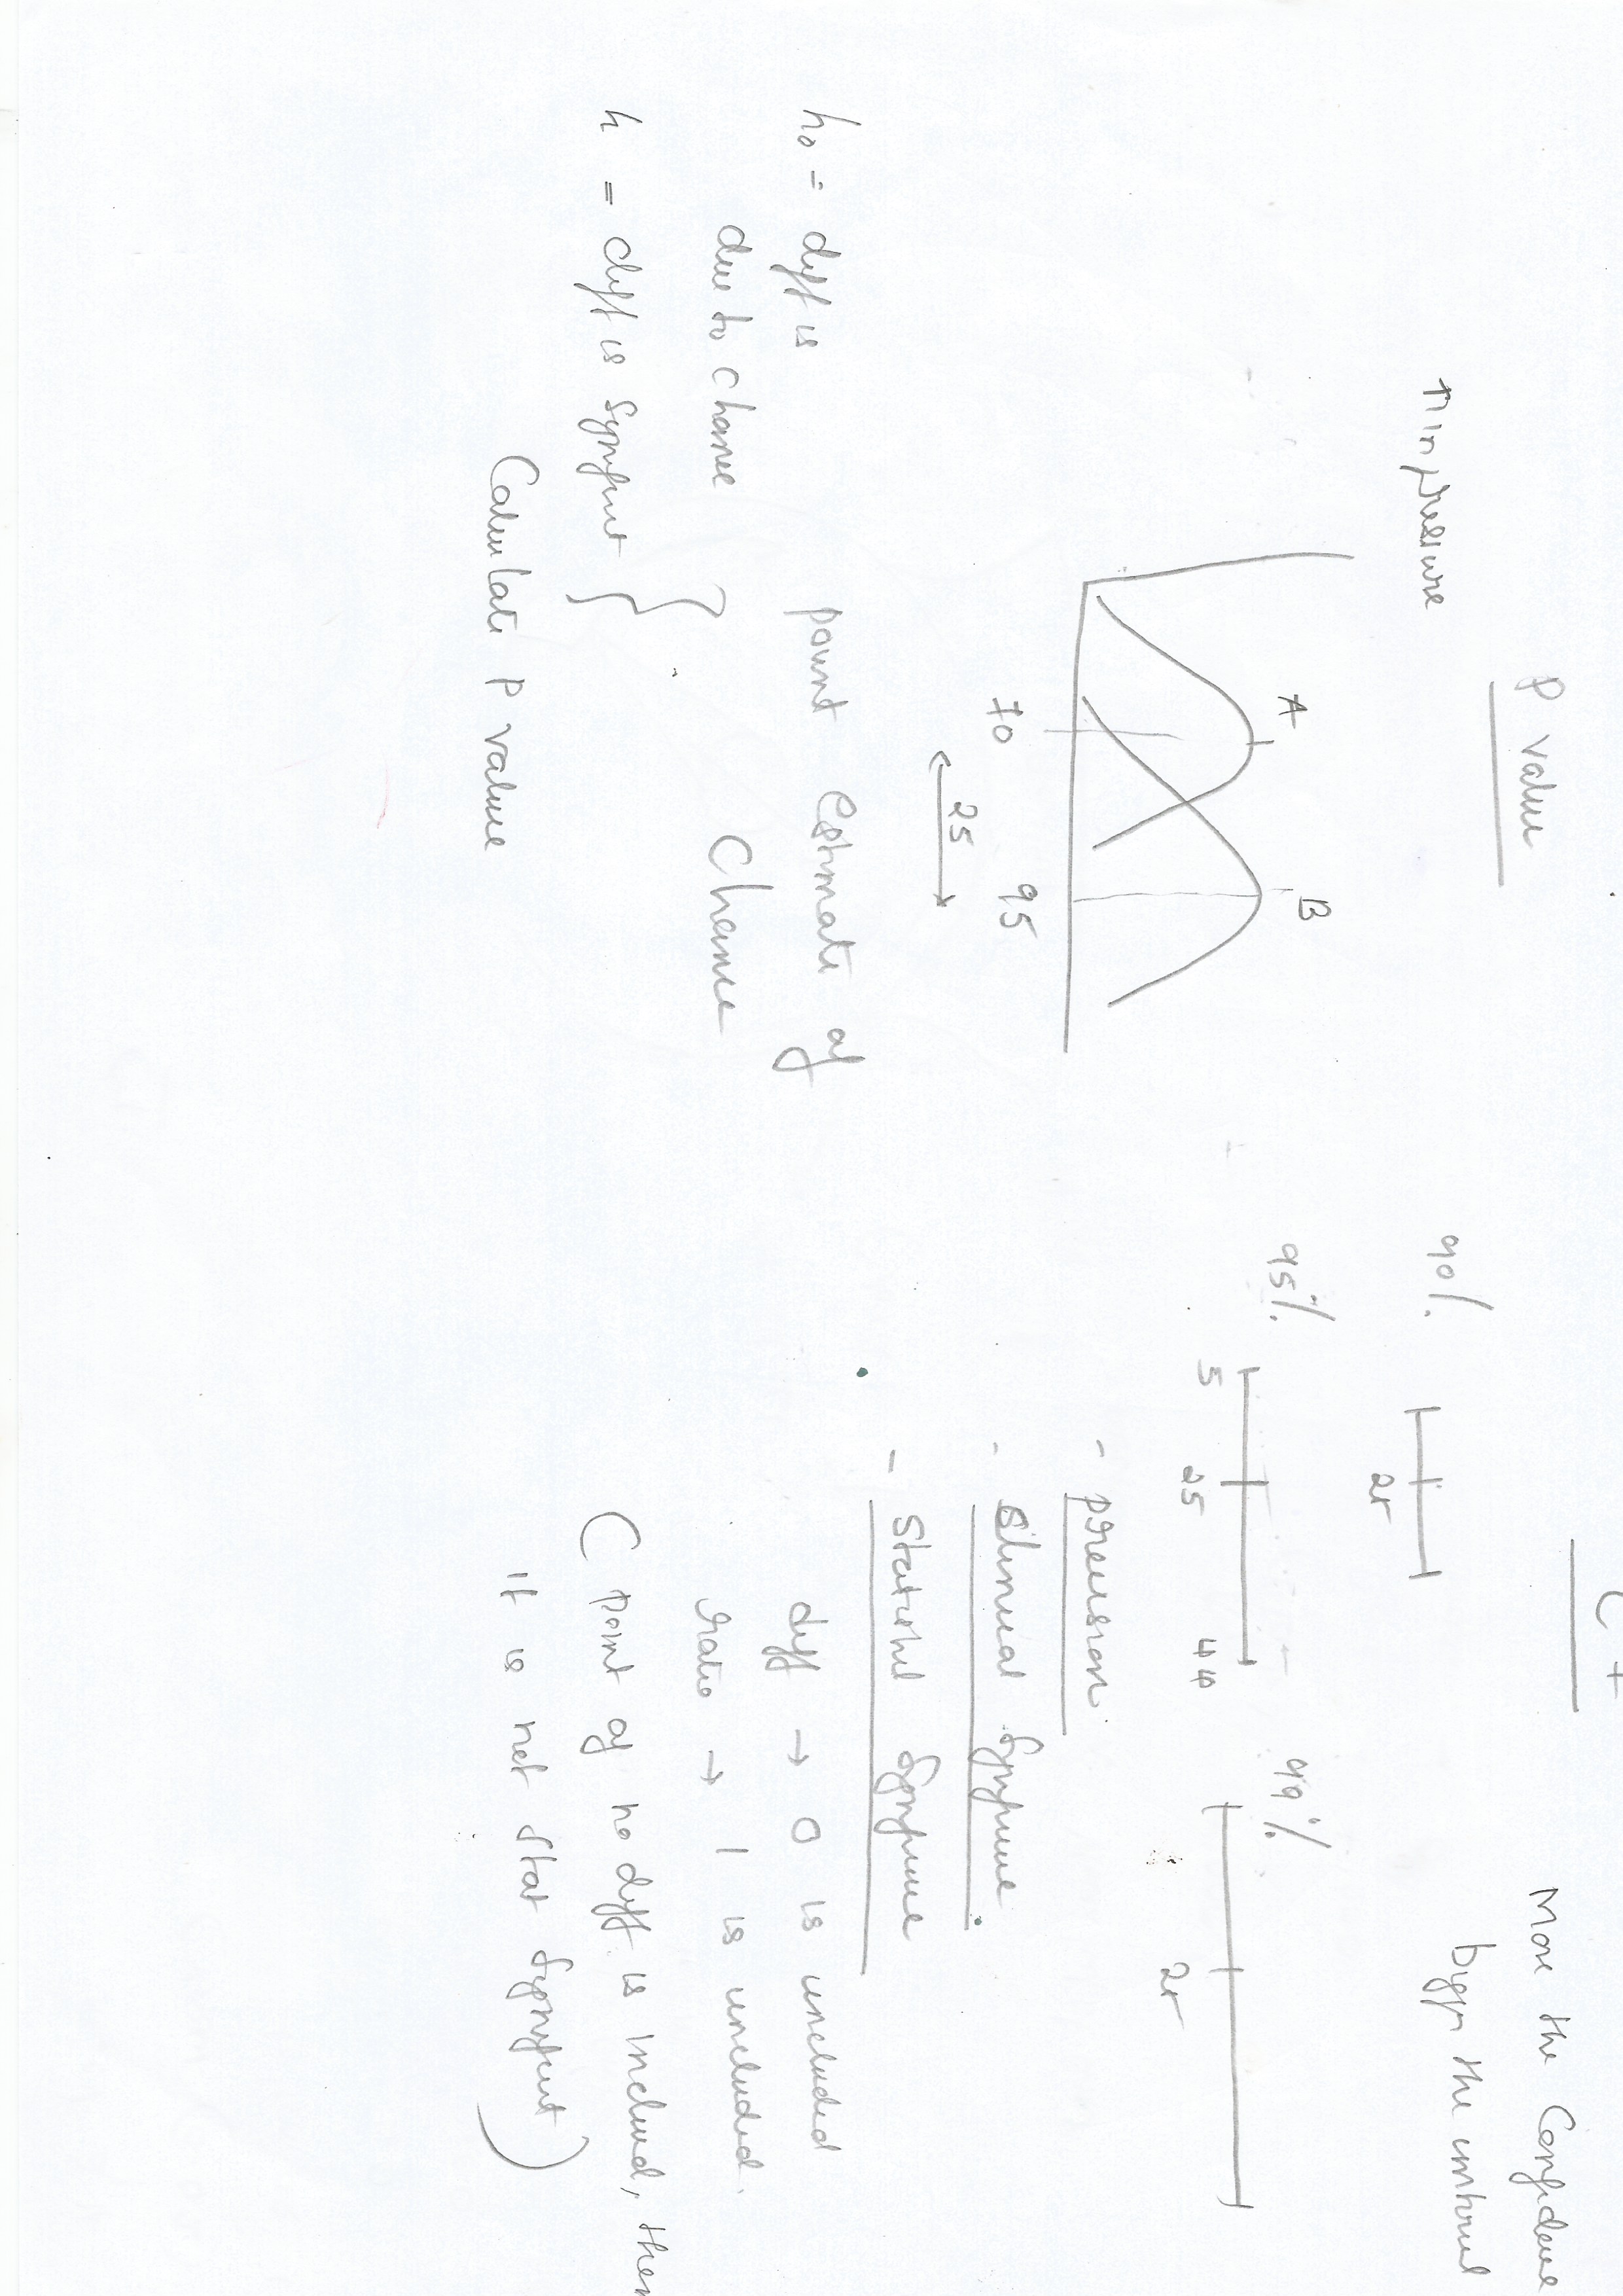 P value
↑ in pressure
A
B
70
95
25
h₀ = diff is
due to chance
h = diff is significant
Calculate P value
point estimate of
Chance
CI
More the Confidence
bigger the interval
90%
25
95%
5
25
44
99%
25
- precision
- Clinical Significance
- Statistical Significance
diff → 0 is included
ratio → 1 is included.
( point of no diff is included, then
it is not stat significant )